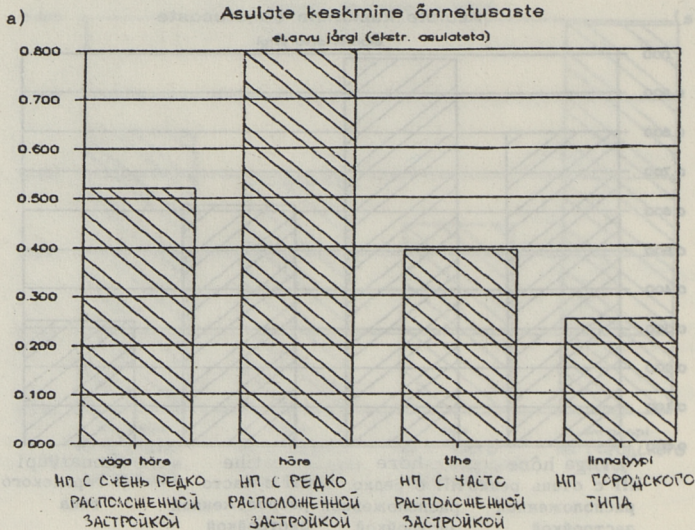 a)
Asulate keskmine õnnetusaste
el.arvu järgi (ekstr. asulateta)
0.800
0.700
0.600
0.500
0.400
0.300
0.200
0.100
0.000
väga hõre
hõre
tihe
linnatyypi
НП С ОЧЕНЬ РЕДКО
РАСПОЛОЖЕННОЙ
ЗАСТРОЙКОЙ
НП С РЕДКО
РАСПОЛОЖЕННОЙ
ЗАСТРОЙКОЙ
НП С ЧАСТО
РАСПОЛОЖЕННОЙ
ЗАСТРОЙКОЙ
НП ГОРОДСКОГО
ТИПА